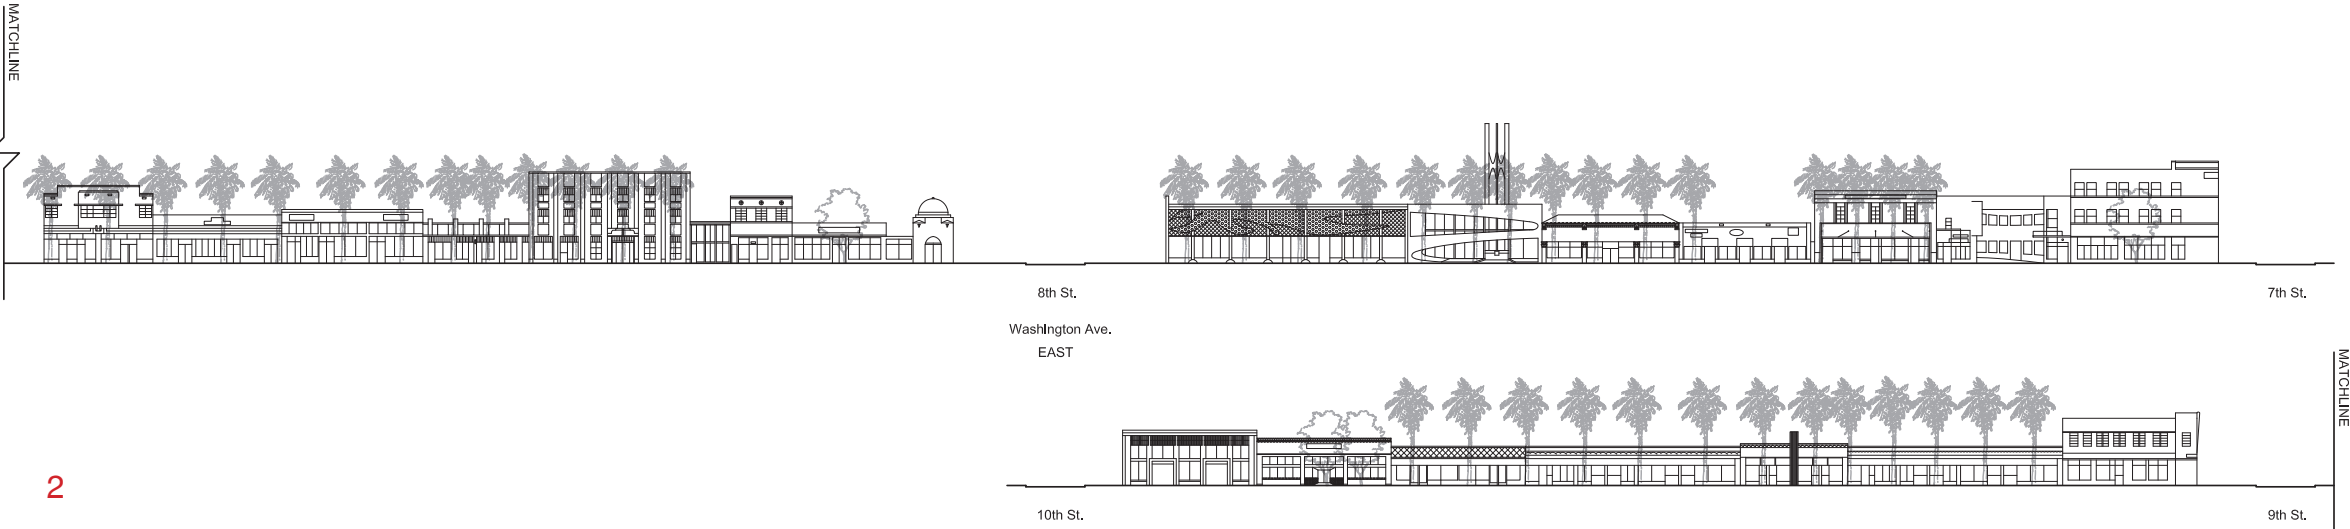 MATCHLINE
8th St.
7th St.
Washington Ave.
EAST
MATCHLINE
2
10th St.
9th St.